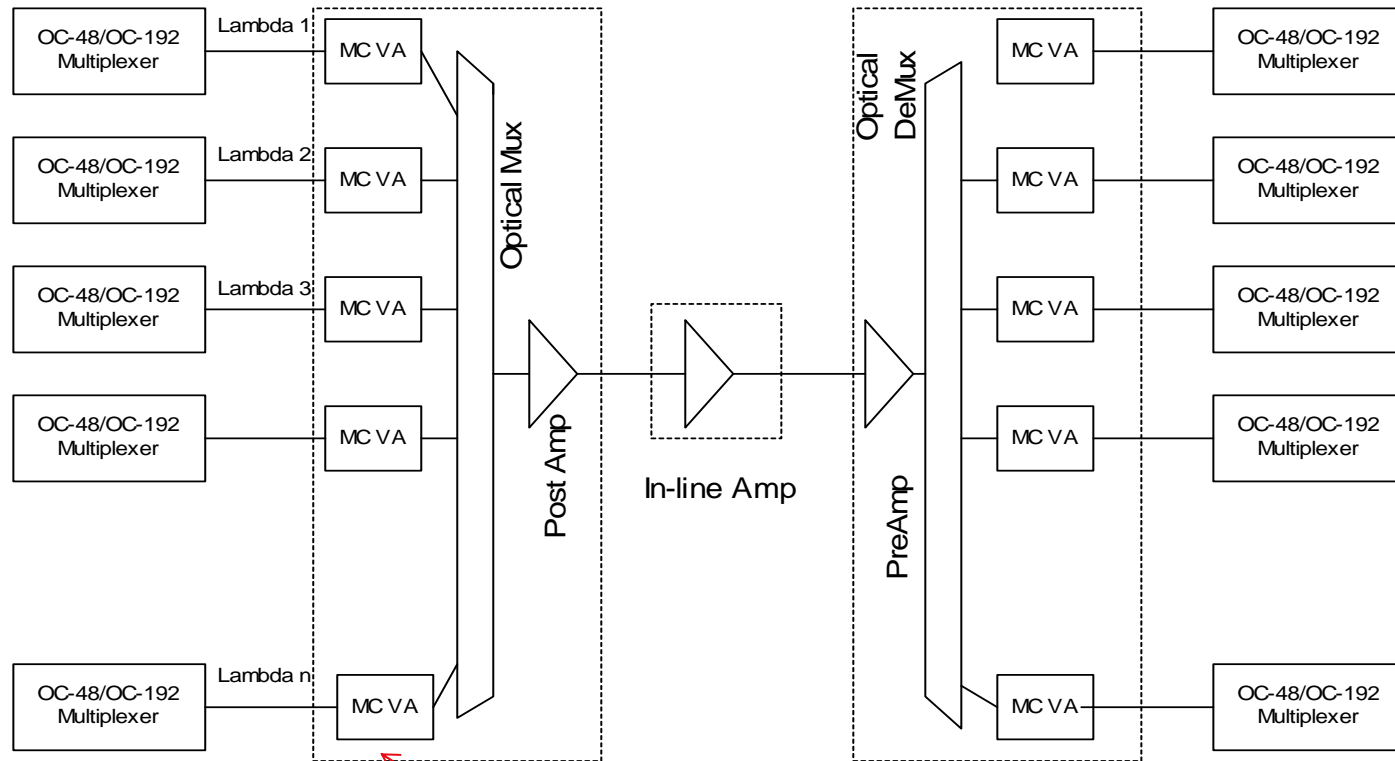 OC-48/OC-192
Multiplexer
Lambda 1
MC VA
MC VA
OC-48/OC-192
Multiplexer
OC-48/OC-192
Multiplexer
Lambda 2
MC VA
MC VA
OC-48/OC-192
Multiplexer
OC-48/OC-192
Multiplexer
Lambda 3
MC VA
MC VA
OC-48/OC-192
Multiplexer
OC-48/OC-192
Multiplexer
MC VA
MC VA
OC-48/OC-192
Multiplexer
OC-48/OC-192
Multiplexer
Lambda n
MC VA
MC VA
OC-48/OC-192
Multiplexer
Optical Mux
Post Amp
In-line Amp
PreAmp
Optical
DeMux